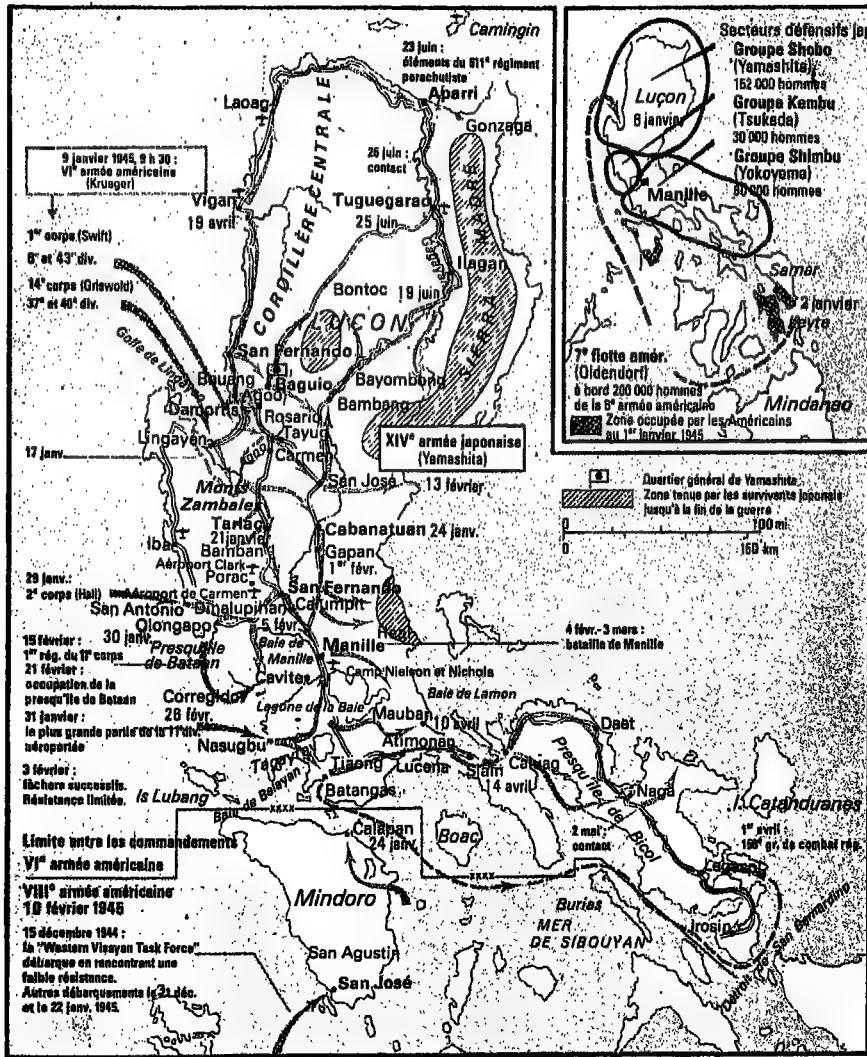 Camingin
23 juin :
éléments du 511e régiment
parachutiste
Aparri
Laoag
Gonzaga
9 janvier 1945, 9 h 30 :
VIe armée américaine
(Krueger)
26 juin :
contact
Vigan
19 avril
Tuguegarao
25 juin
CORDILLÈRE CENTRALE
SIERRA MADRE
Cagayan
Ilagan
1er corps (Swift)
6e et 43e div.
14e corps (Griswold)
37e et 40e div.
Bontoc
19 juin
LUÇON
Golfe de Lingayen
San Fernando
Bauang
Baguio
Bayombong
Agoo
Bambang
Damortis
Rosario
Tayug
Lingayen
Carmen
XIVe armée japonaise
(Yamashita)
17 janv.
San José
13 février
Monts
Zambales
Tarlac
21 janvier
Cabanatuan 24 janv.
Iba
Bamban
Gapan
1er févr.
Aéroport Clark
Porac
29 janv.:
2e corps (Hall)
Aéroport de Carmen
San Fernando
San Antonio
Dinalupihan
Calumpit
Olongapo
5 févr.
30 janv.
4 févr.-3 mars :
bataille de Manille
15 février :
1er rég. du 11e corps
21 février :
occupation de la
presqu'île de Bataan
31 janvier :
la plus grande partie de la 11e div.
aéroportée
3 février :
lâchers successifs.
Résistance limitée.
Presqu'île
de Bataan
Baie de
Manille
Manille
Camp Nielson et Nichols
Cavite
Baie de Lamon
Corregidor
26 févr.
Lagune de la Baie
Mauban
10 avril
Nasugbu
Atimonan
Daet
Tagaytay
Tiaong
Lucena
Siain
Calauag
14 avril
Presqu'île de Bicol
Naga
Is Lubang
Baie de Balayan
Batangas
I. Catanduanes
xxxx
Limite entre les commandements
VIe armée américaine
Calapan
24 janv.
Boac
2 mai :
contact
1er avril :
158e gr. de combat rég.
Legaspi
xxxx
VIIIe armée américaine
10 février 1945
Mindoro
Burias
Irosin
MER
DE SIBOUYAN
Détroit de San Bernardino
15 décembre 1944 :
la "Western Visayan Task Force"
débarque en rencontrant une
faible résistance.
Autres débarquements le 21 déc.
et le 22 janv. 1945.
San Agustin
San José
Secteurs défensifs jap
Groupe Shobo
(Yamashita)
152 000 hommes
Groupe Kembu
(Tsukada)
30 000 hommes
Groupe Shimbu
(Yokoyama)
80 000 hommes
Luçon
8 janvier
Manille
Samar
2 janvier
Leyte
7e flotte amér.
(Oldendorf)
à bord 200 000 hommes
de la 6e armée américaine
Mindanao
Zone occupée par les Américains
au 1er janvier 1945
Quartier général de Yamashita
Zone tenue par les survivants japonais
jusqu'à la fin de la guerre
0 100 mi
0 150 km